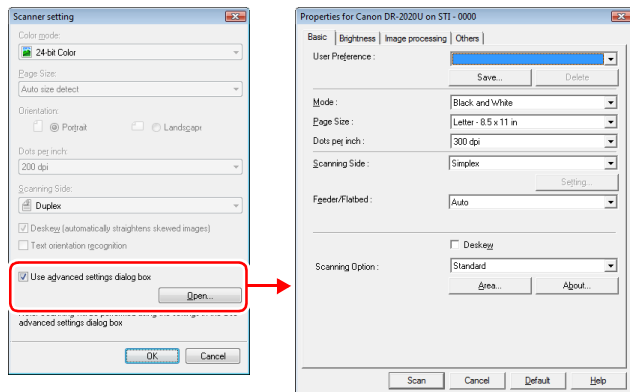 Scanner setting
Color mode:
24-bit Color
Page Size:
Auto size detect
Orientation:
Portrait Landscape
Dots per inch:
200 dpi
Scanning Side:
Duplex
Deskew (automatically straightens skewed images)
Text orientation recognition
Use advanced settings dialog box
Open...
advanced settings dialog box
OK Cancel
Properties for Canon DR-2020U on STI - 0000
Basic Brightness Image processing Others
User Preference :
Save... Delete
Mode : Black and White
Page Size : Letter - 8.5 x 11 in
Dots per inch : 300 dpi
Scanning Side : Simplex
Setting...
Feeder/Flatbed : Auto
Deskew
Scanning Option : Standard
Area... About...
Scan Cancel Default Help